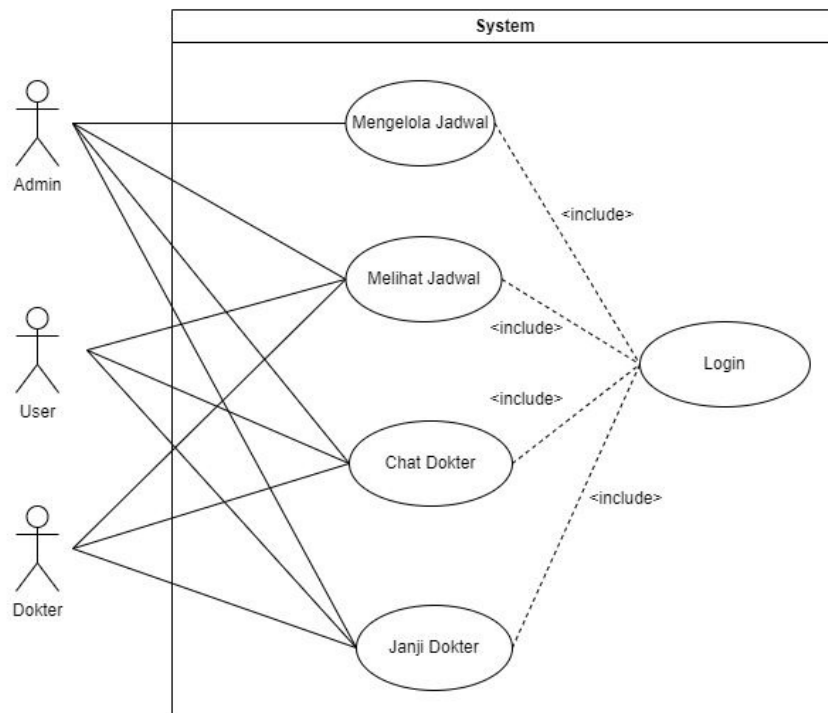 System
Admin
Mengelola Jadwal
<include>
Melihat Jadwal
<include>
User
Login
<include>
Chat Dokter
<include>
Dokter
Janji Dokter